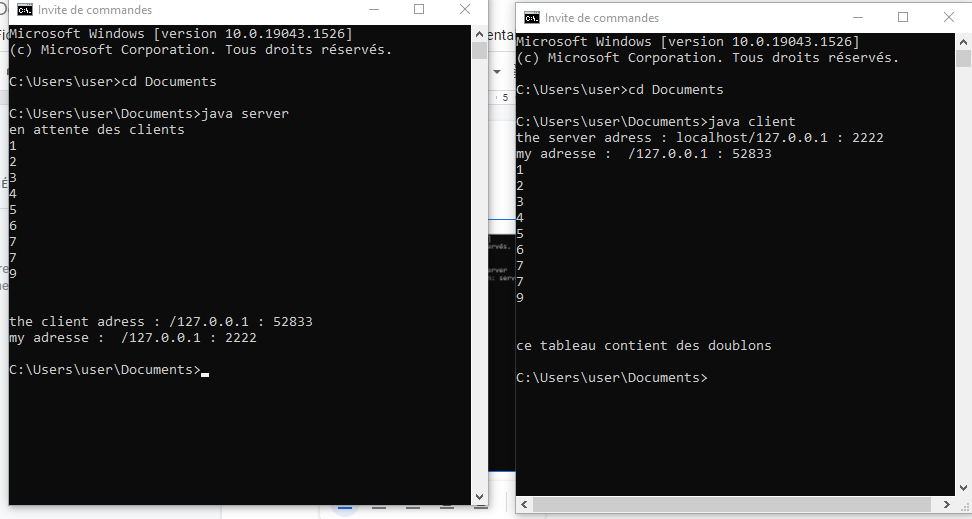 Invite de commandes
Microsoft Windows [version 10.0.19043.1526]
(c) Microsoft Corporation. Tous droits réservés.
C:\Users\user>cd Documents
C:\Users\user\Documents>java server
en attente des clients
1
2
3
4
5
6
7
7
9
the client adress : /127.0.0.1 : 52833
my adresse :  /127.0.0.1 : 2222
C:\Users\user\Documents>
Invite de commandes
Microsoft Windows [version 10.0.19043.1526]
(c) Microsoft Corporation. Tous droits réservés.
C:\Users\user>cd Documents
C:\Users\user\Documents>java client
the server adress : localhost/127.0.0.1 : 2222
my adresse :  /127.0.0.1 : 52833
1
2
3
4
5
6
7
7
9
ce tableau contient des doublons
C:\Users\user\Documents>
5